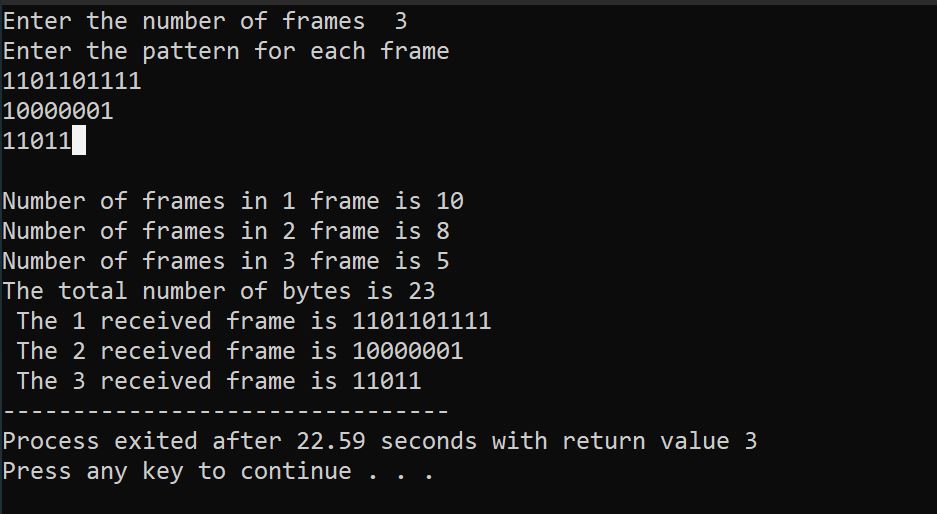 Enter the number of frames  3
Enter the pattern for each frame
1101101111
10000001
11011

Number of frames in 1 frame is 10
Number of frames in 2 frame is 8
Number of frames in 3 frame is 5
The total number of bytes is 23
 The 1 received frame is 1101101111
 The 2 received frame is 10000001
 The 3 received frame is 11011
--------------------------------
Process exited after 22.59 seconds with return value 3
Press any key to continue . . .